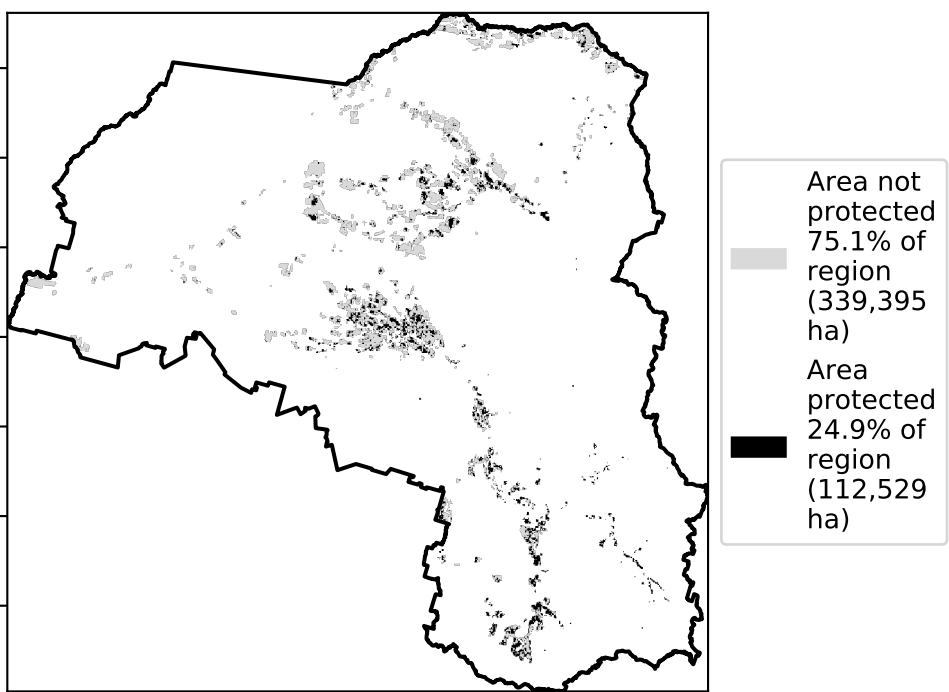 Area not
protected
75.1% of
region
(339,395
ha)
Area
protected
24.9% of
region
(112,529
ha)